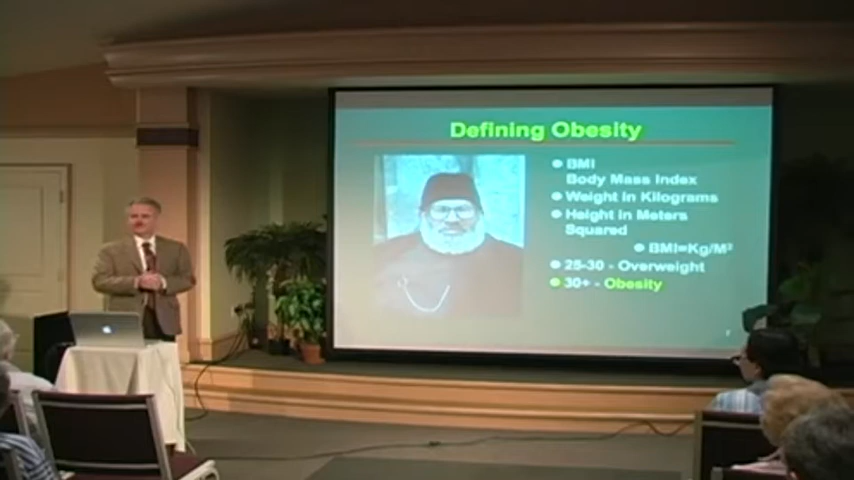 Defining Obesity
BMI
Body Mass Index
Weight in Kilograms
Height in Meters
Squared
BMI=Kg/M²
25-30 - Overweight
30+ - Obesity